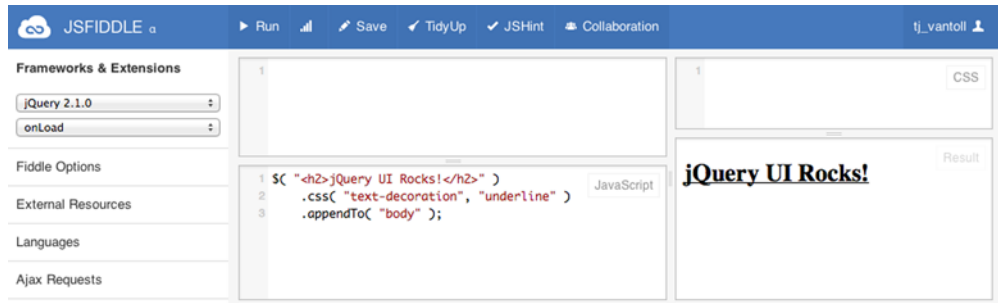 JSFIDDLE α
Run
Save
TidyUp
JSHint
Collaboration
tj_vantoll
Frameworks & Extensions
jQuery 2.1.0
onLoad
Fiddle Options
External Resources
Languages
Ajax Requests
1
1
CSS
1 $( "<h2>jQuery UI Rocks!</h2>" )
2 .css( "text-decoration", "underline" )
3 .appendTo( "body" );
JavaScript
Result
jQuery UI Rocks!